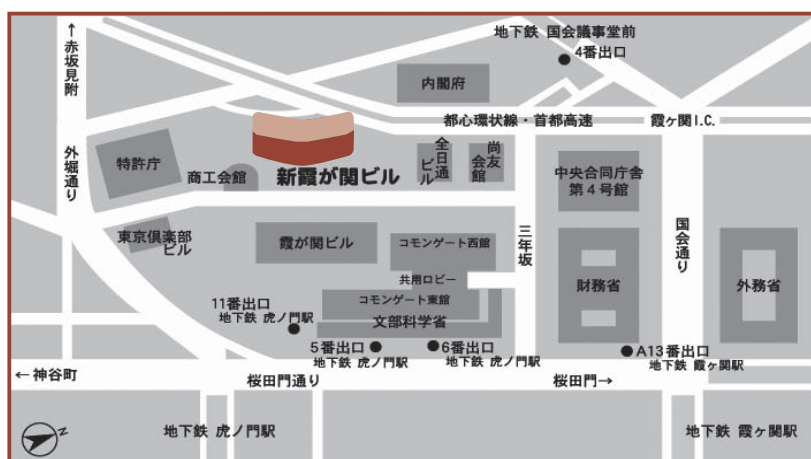 ↑赤坂見附
外堀通り
地下鉄 国会議事堂前
4番出口
内閣府
都心環状線・首都高速
霞ヶ関I.C.
特許庁
商工会館
新霞が関ビル
全日通
ビル
尚友
会館
中央合同庁舎
第4号館
東京倶楽部
ビル
霞が関ビル
コモンゲート西館
共用ロビー
コモンゲート東館
文部科学省
三年坂
国会通り
財務省
外務省
11番出口
地下鉄 虎ノ門駅
5番出口
地下鉄 虎ノ門駅
6番出口
地下鉄 虎ノ門駅
A13番出口
地下鉄 霞ヶ関駅
←神谷町
桜田門通り
桜田門→
N
地下鉄 虎ノ門駅
地下鉄 霞ヶ関駅